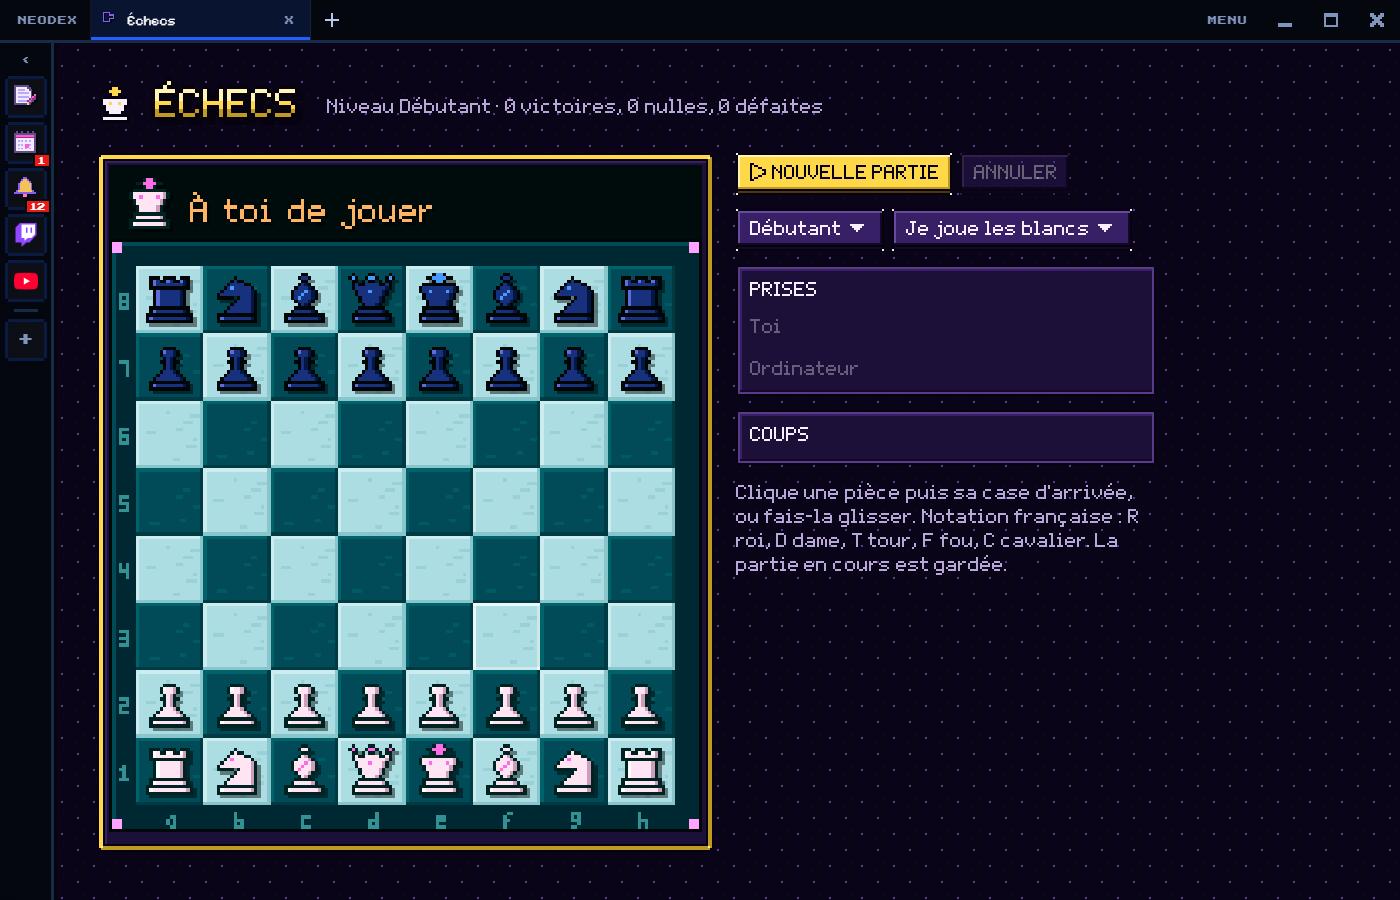 NEODEX
Échecs
MENU
1
12
ÉCHECS
Niveau Débutant · 0 victoires, 0 nulles, 0 défaites
À toi de jouer
8
7
6
5
4
3
2
1
a b c d e f g h
NOUVELLE PARTIE
ANNULER
Débutant
Je joue les blancs
PRISES
Toi
Ordinateur
COUPS
Clique une pièce puis sa case d'arrivée,
ou fais-la glisser. Notation française : R
roi, D dame, T tour, F fou, C cavalier. La
partie en cours est gardée.